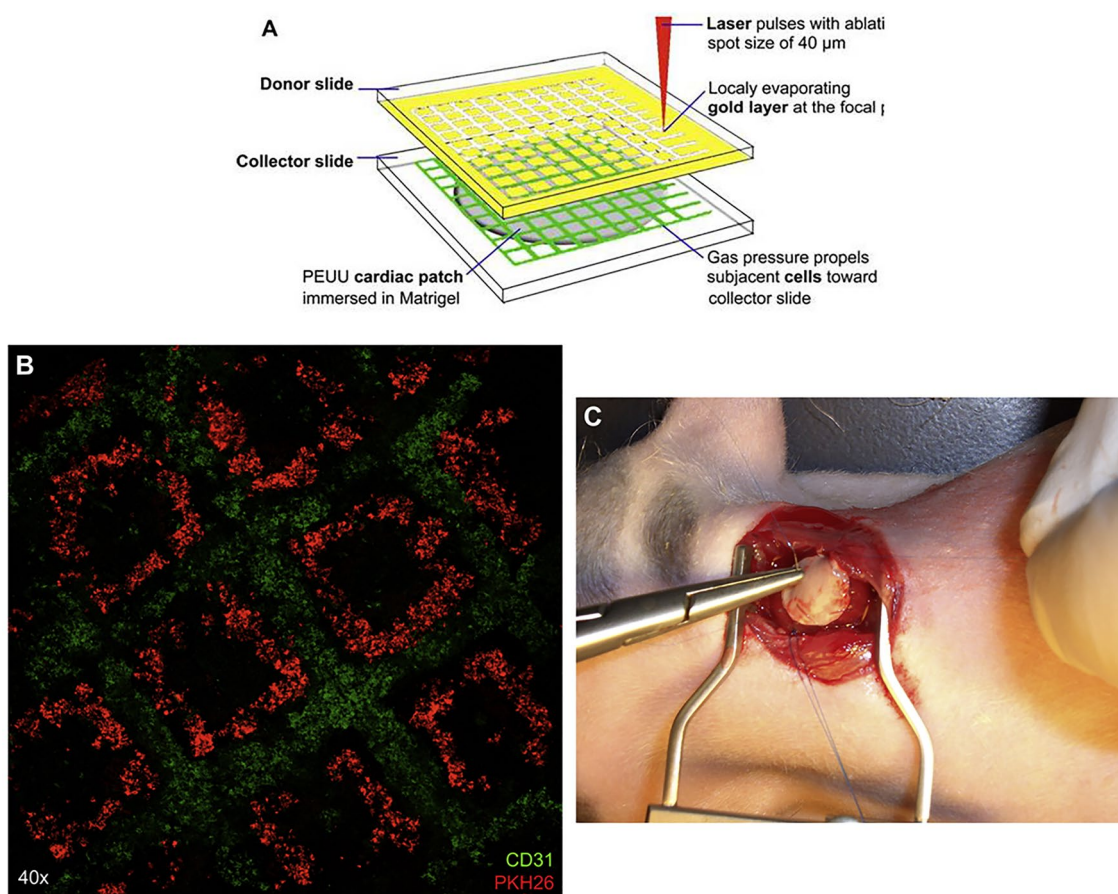 A
Laser pulses with ablati
spot size of 40 µm
Donor slide
Localy evaporating
gold layer at the focal p
Collector slide
PEUU cardiac patch
immersed in Matrigel
Gas pressure propels
subjacent cells toward
collector slide
B
C
CD31
40x
PKH26